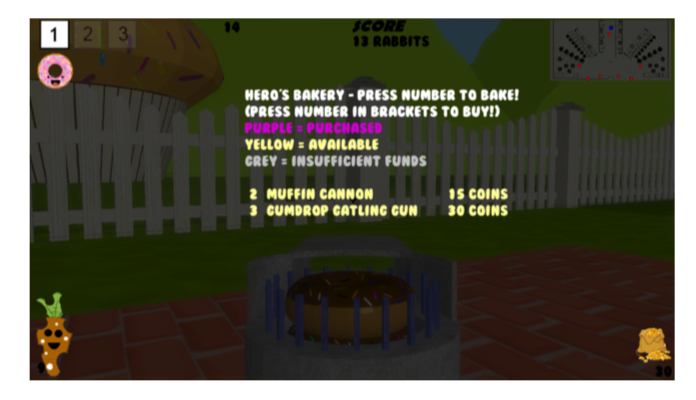 1 2 3
14
SCORE
13 RABBITS
HERO'S BAKERY - PRESS NUMBER TO BAKE!
(PRESS NUMBER IN BRACKETS TO BUY!)
PURPLE = PURCHASED
YELLOW = AVAILABLE
GREY = INSUFFICIENT FUNDS
2 MUFFIN CANNON 15 COINS
3 GUMDROP GATLING GUN 30 COINS
30